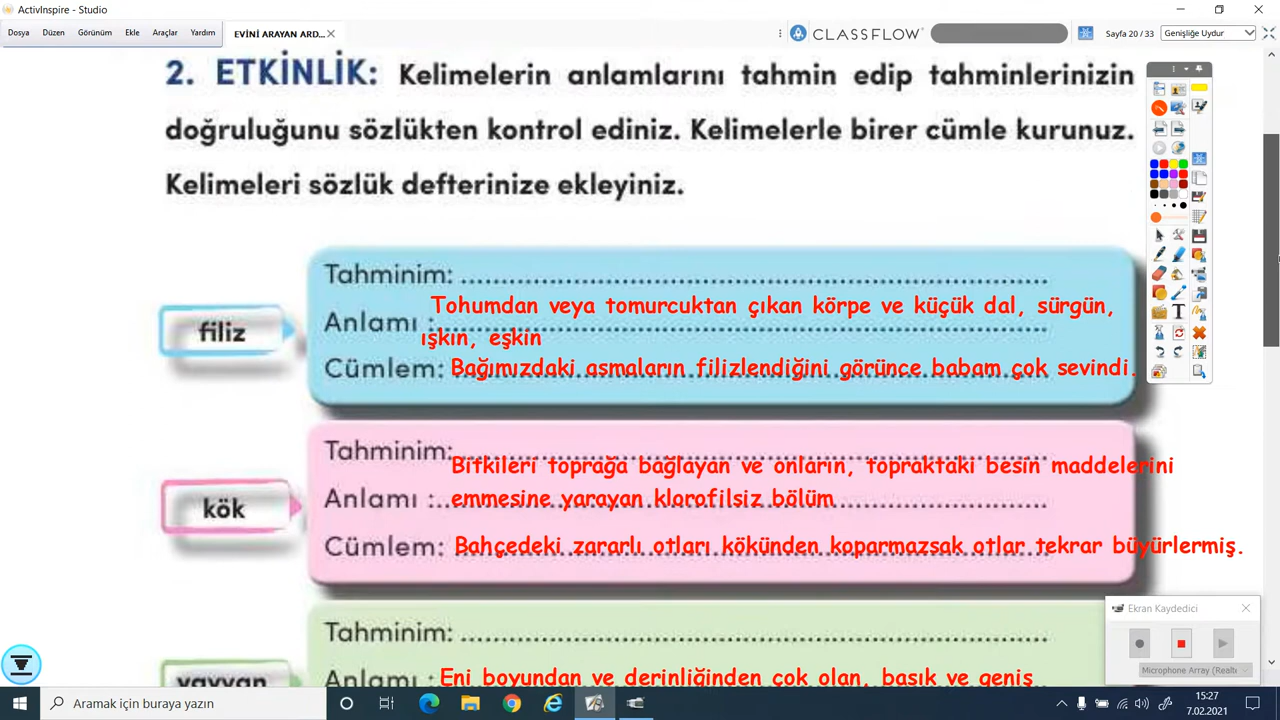 ActivInspire - Studio
Dosya Düzen Görünüm Ekle Araçlar Yardım EVİNİ ARAYAN ARD... CLASSFLOW Sayfa 20 / 33 Genişliğe Uydur
2. ETKİNLİK: Kelimelerin anlamlarını tahmin edip tahminlerinizin
doğruluğunu sözlükten kontrol ediniz. Kelimelerle birer cümle kurunuz.
Kelimeleri sözlük defterinize ekleyiniz.
filiz
Tahminim:
Anlamı : Tohumdan veya tomurcuktan çıkan körpe ve küçük dal, sürgün,
ışkın, eşkin
Cümlem: Bağımızdaki asmaların filizlendiğini görünce babam çok sevindi.
kök
Tahminim:
Anlamı : Bitkileri toprağa bağlayan ve onların, topraktaki besin maddelerini
emmesine yarayan klorofilsiz bölüm
Cümlem: Bahçedeki zararlı otları kökünden koparmazsak otlar tekrar büyürlermiş.
yayvan
Tahminim:
Anlamı : Eni boyundan ve derinliğinden çok olan, basık ve geniş
Ekran Kaydedici
Microphone Array (Realt
Aramak için buraya yazın
15:27
7.02.2021